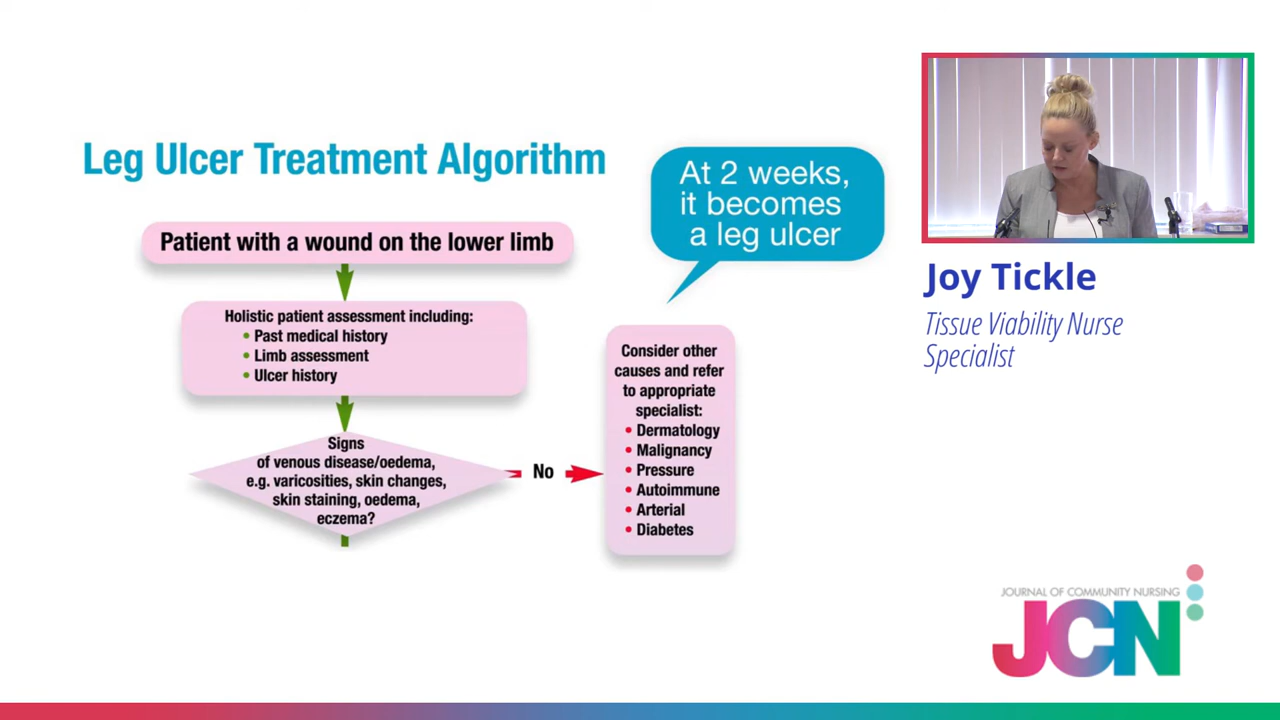 Leg Ulcer Treatment Algorithm
At 2 weeks,
it becomes
a leg ulcer
Patient with a wound on the lower limb
Holistic patient assessment including:
• Past medical history
• Limb assessment
• Ulcer history
Signs
of venous disease/oedema,
e.g. varicosities, skin changes,
skin staining, oedema,
eczema?
No
Consider other
causes and refer
to appropriate
specialist:
• Dermatology
• Malignancy
• Pressure
• Autoimmune
• Arterial
• Diabetes
Joy Tickle
Tissue Viability Nurse
Specialist
JOURNAL OF COMMUNITY NURSING
JCN